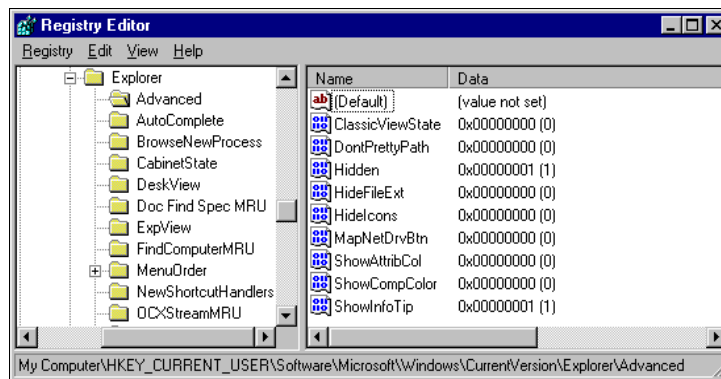 Registry Editor
Registry Edit View Help
Explorer
Advanced
AutoComplete
BrowseNewProcess
CabinetState
DeskView
Doc Find Spec MRU
ExpView
FindComputerMRU
MenuOrder
NewShortcutHandlers
OCXStreamMRU
Name Data
(Default) (value not set)
ClassicViewState 0x00000000 (0)
DontPrettyPath 0x00000000 (0)
Hidden 0x00000001 (1)
HideFileExt 0x00000000 (0)
HideIcons 0x00000000 (0)
MapNetDrvBtn 0x00000000 (0)
ShowAttribCol 0x00000000 (0)
ShowCompColor 0x00000000 (0)
ShowInfoTip 0x00000001 (1)
My Computer\HKEY_CURRENT_USER\Software\Microsoft\Windows\CurrentVersion\Explorer\Advanced